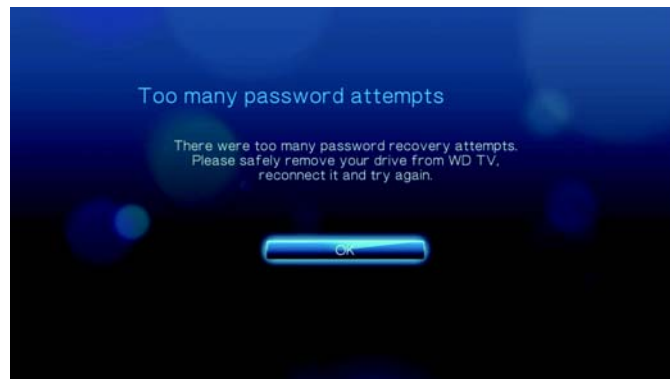 Too many password attempts
There were too many password recovery attempts.
Please safely remove your drive from WD TV,
reconnect it and try again.
OK